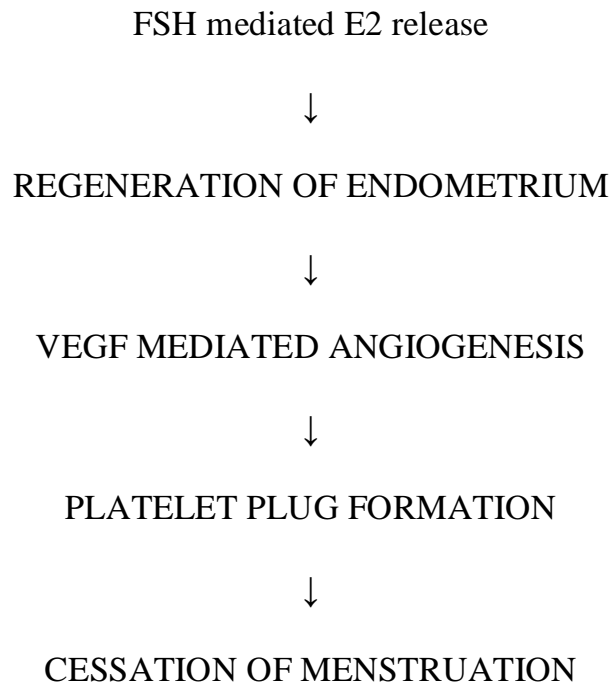 FSH mediated E2 release
↓
REGENERATION OF ENDOMETRIUM
↓
VEGF MEDIATED ANGIOGENESIS
↓
PLATELET PLUG FORMATION
↓
CESSATION OF MENSTRUATION